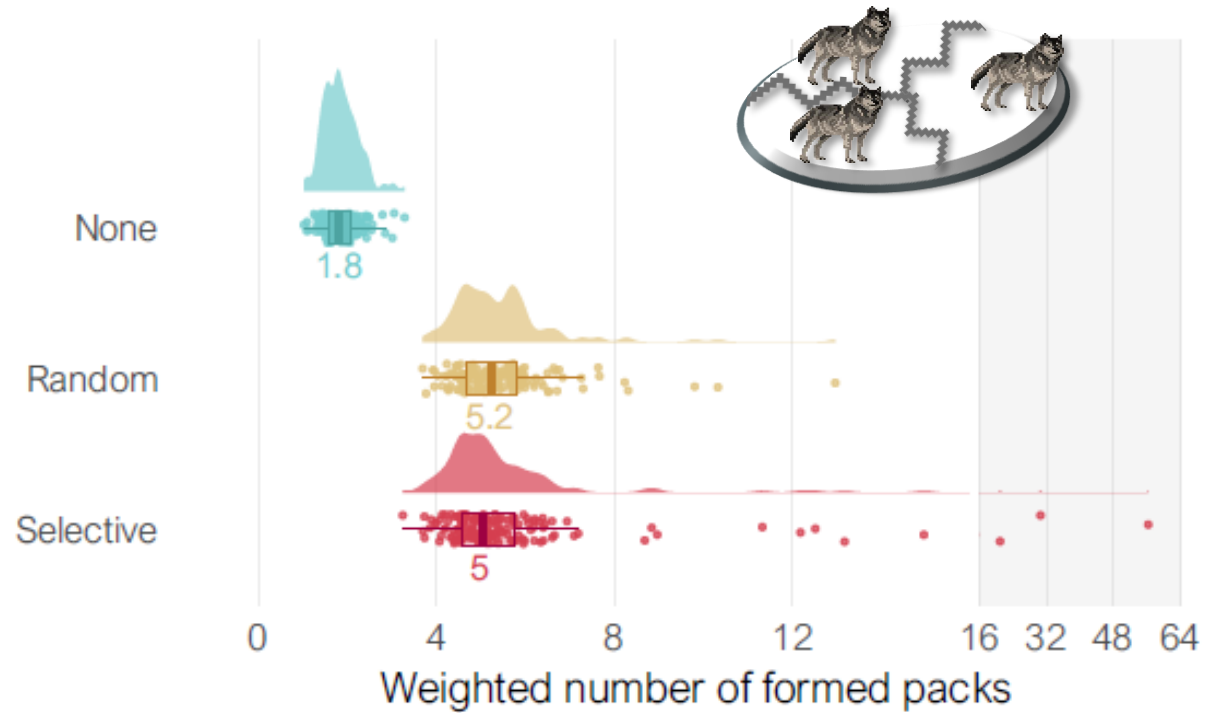 None
1.8
Random
5.2
Selective
5
0 4 8 12 16 32 48 64
Weighted number of formed packs